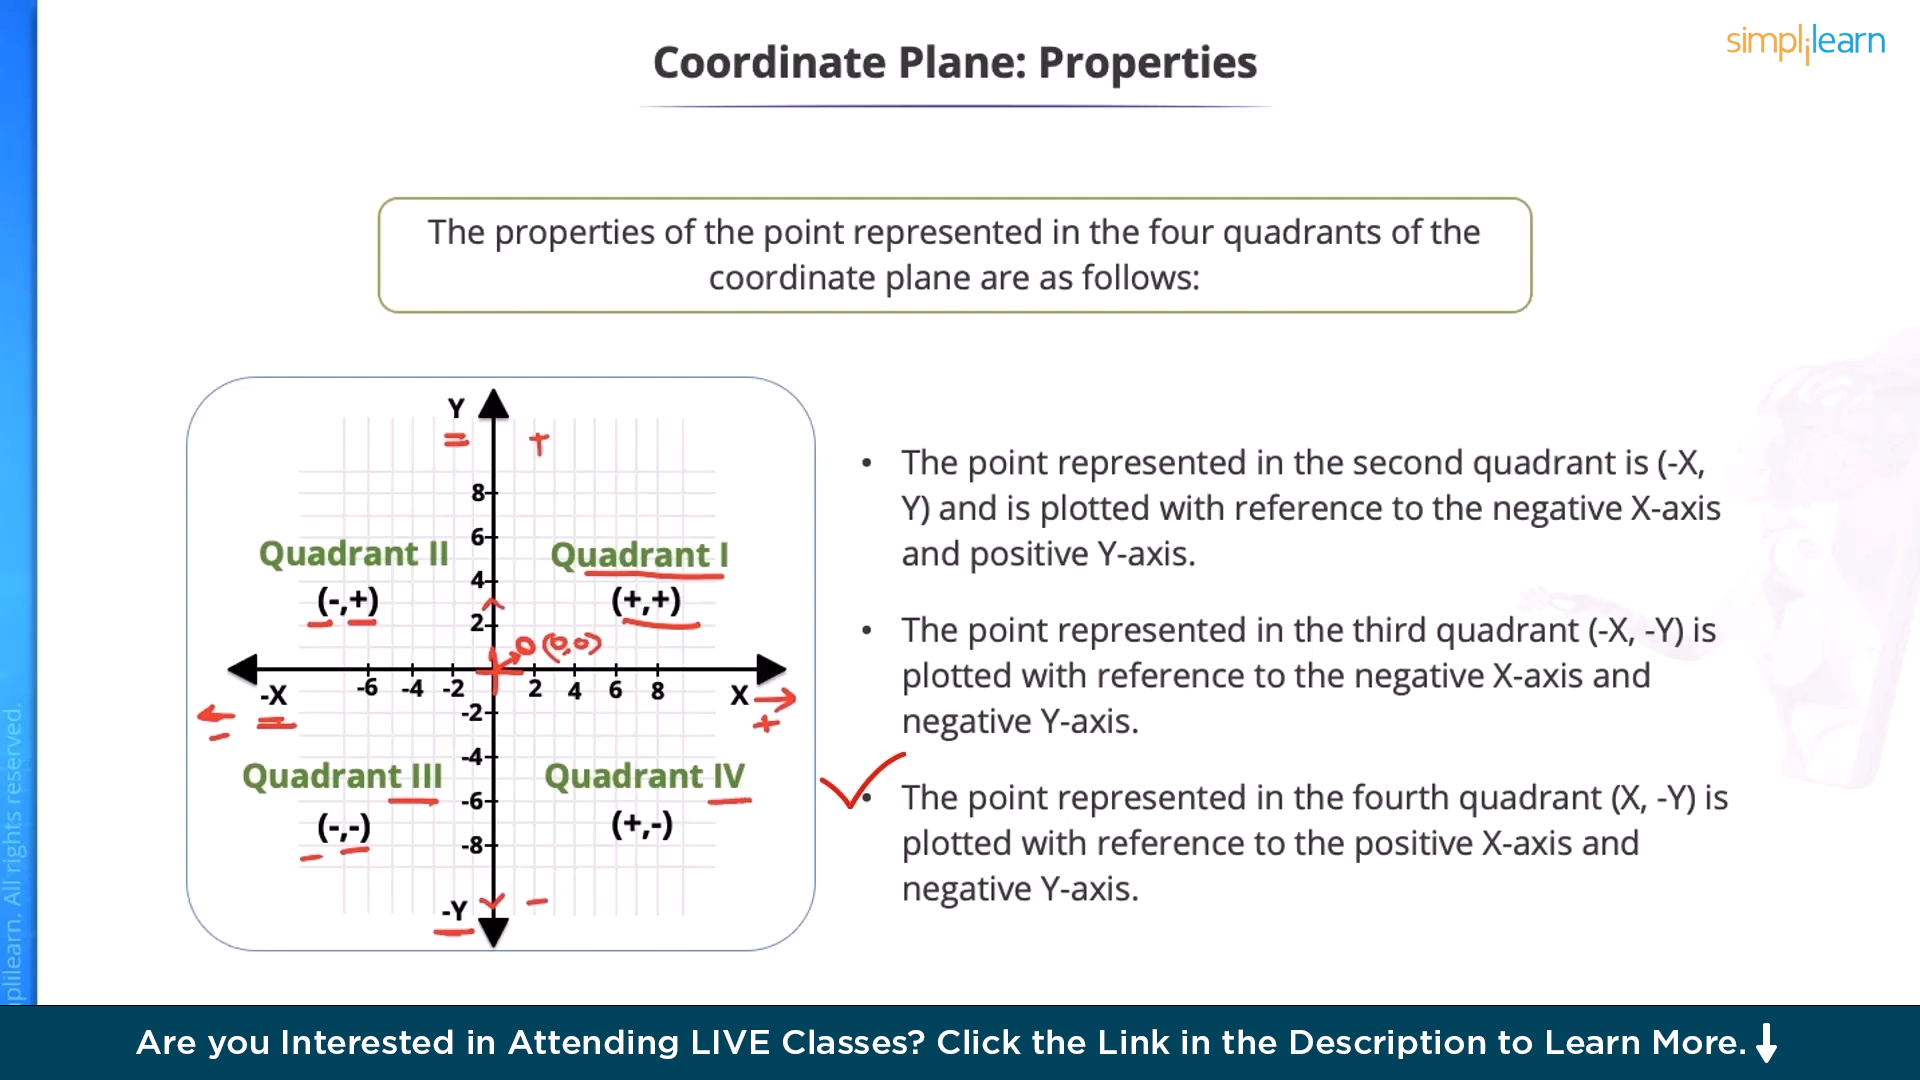 Coordinate Plane: Properties
simplilearn
The properties of the point represented in the four quadrants of the
coordinate plane are as follows:
Y
+
8
6
Quadrant II
Quadrant I
4
(-,+)
(+,+)
2
O (0,0)
-X
-6 -4 -2
2 4 6 8
X
-
+
-2
-4
Quadrant III
Quadrant IV
-6
(-,-)
(+,-)
-8
-Y
-
• The point represented in the second quadrant is (-X,
Y) and is plotted with reference to the negative X-axis
and positive Y-axis.
• The point represented in the third quadrant (-X, -Y) is
plotted with reference to the negative X-axis and
negative Y-axis.
• The point represented in the fourth quadrant (X, -Y) is
plotted with reference to the positive X-axis and
negative Y-axis.
plilearn. All rights reserved.
Are you Interested in Attending LIVE Classes? Click the Link in the Description to Learn More.